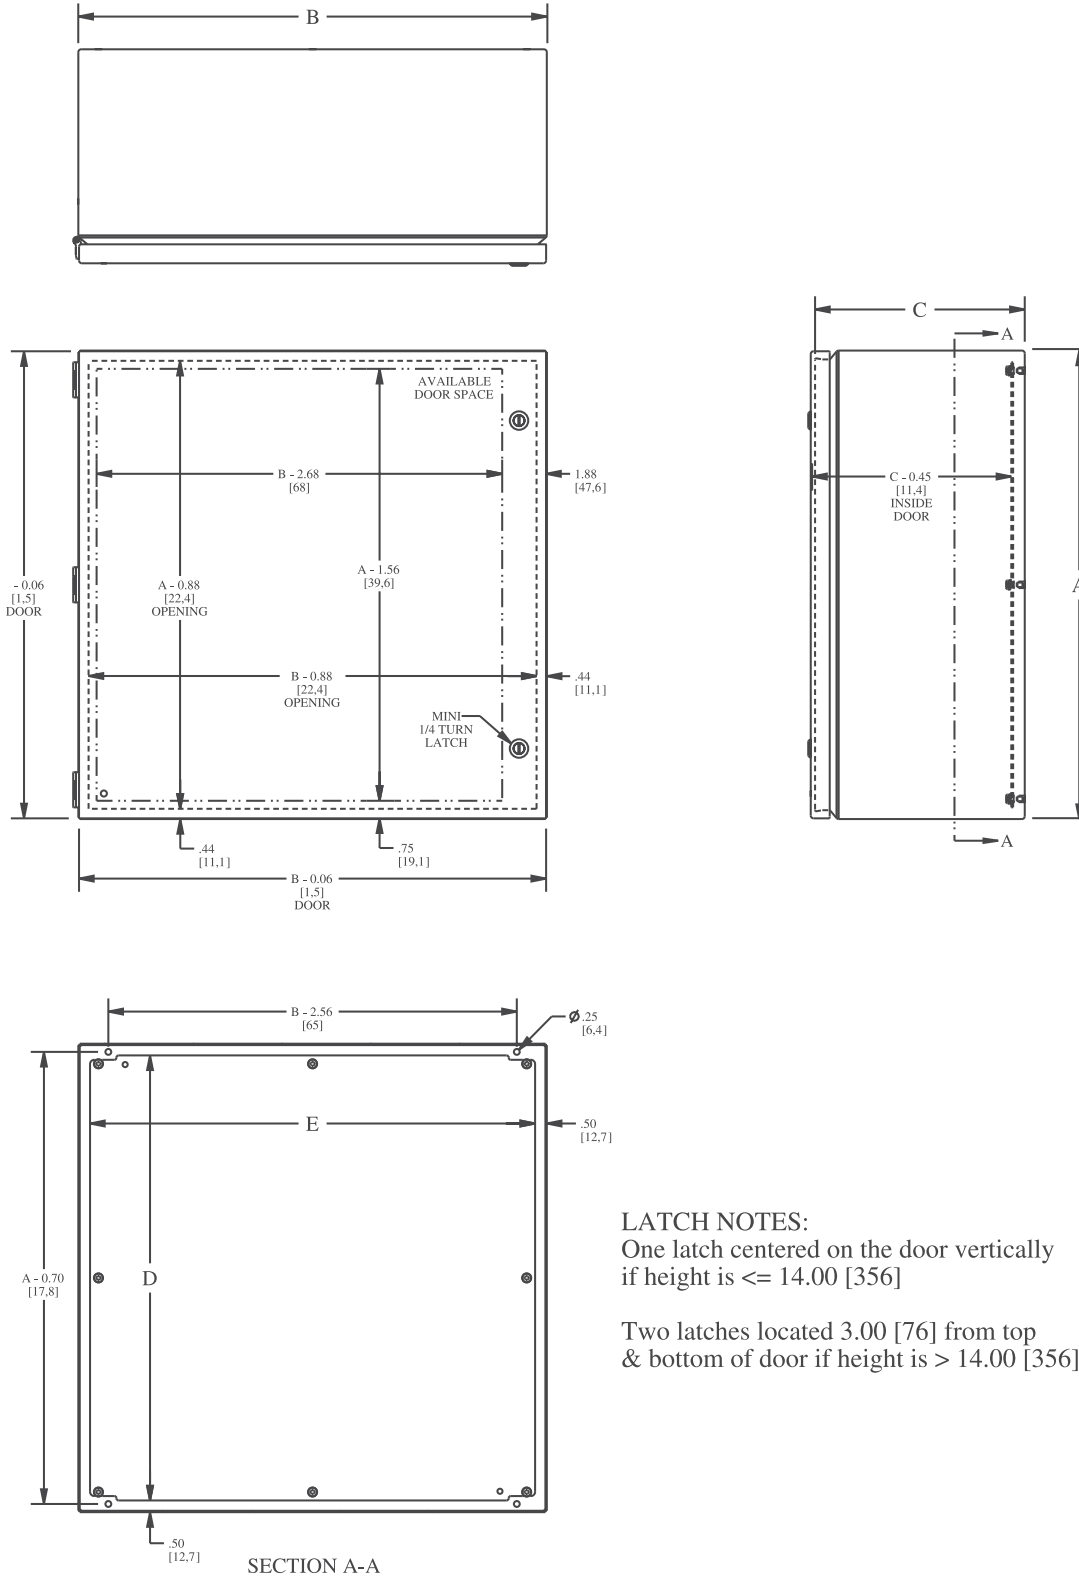 B
C
A
AVAILABLE
DOOR SPACE
B - 2.68
[68]
1.88
[47,6]
C - 0.45
[11,4]
INSIDE
DOOR
- 0.06
[1,5]
DOOR
A - 0.88
[22,4]
OPENING
A - 1.56
[39,6]
A
B - 0.88
[22,4]
OPENING
.44
[11,1]
MINI
1/4 TURN
LATCH
.44
[11,1]
.75
[19,1]
A
B - 0.06
[1,5]
DOOR
B - 2.56
[65]
Ø .25
[6,4]
E
.50
[12,7]
A - 0.70
[17,8]
D
LATCH NOTES:
One latch centered on the door vertically
if height is <= 14.00 [356]
Two latches located 3.00 [76] from top
& bottom of door if height is > 14.00 [356]
.50
[12,7]
SECTION A-A